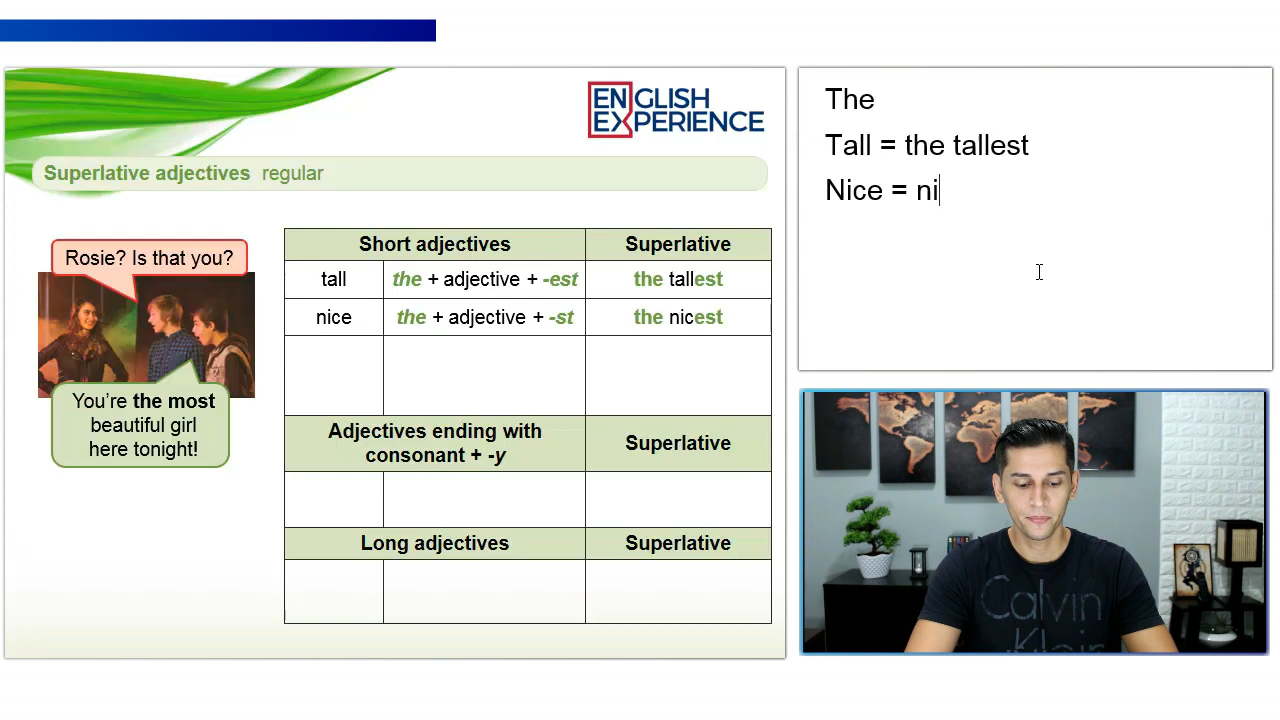 ENGLISH
EXPERIENCE
Superlative adjectives regular
Rosie? Is that you?
You're the most
beautiful girl
here tonight!
Short adjectives Superlative
tall the + adjective + -est the tallest
nice the + adjective + -st the nicest
Adjectives ending with
consonant + -y
Superlative
Long adjectives Superlative
The
Tall = the tallest
Nice = ni
Calvin
Klein